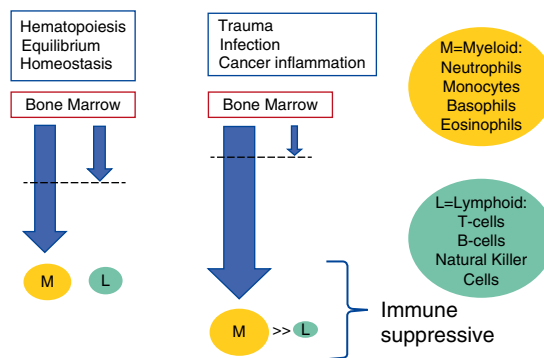 Hematopoiesis
Equilibrium
Homeostasis
Bone Marrow
M
L
Trauma
Infection
Cancer inflammation
Bone Marrow
M >> L
Immune
suppressive
M=Myeloid:
Neutrophils
Monocytes
Basophils
Eosinophils
L=Lymphoid:
T-cells
B-cells
Natural Killer
Cells